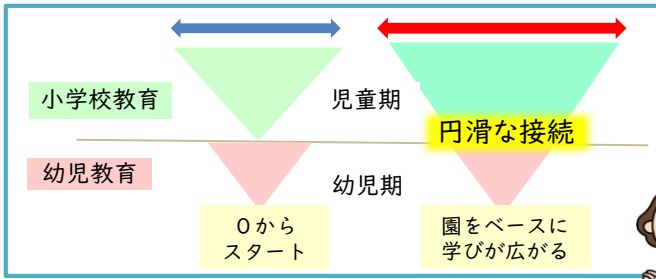 小学校教育
児童期
円滑な接続
幼児教育
幼児期
０から
スタート
園をベースに
学びが広がる